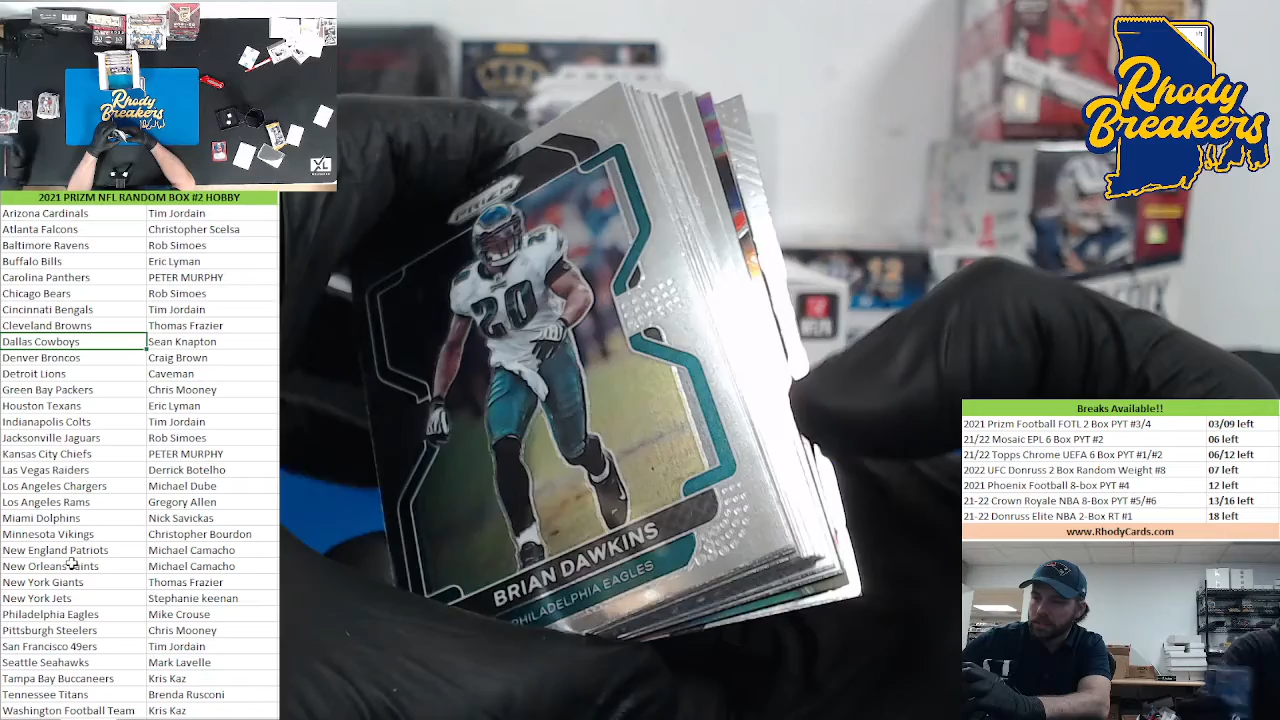 Rhody
Breakers
XL
2021 PRIZM NFL RANDOM BOX #2 HOBBY
Arizona Cardinals Tim Jordain
Atlanta Falcons Christopher Scelsa
Baltimore Ravens Rob Simoes
Buffalo Bills Eric Lyman
Carolina Panthers PETER MURPHY
Chicago Bears Rob Simoes
Cincinnati Bengals Tim Jordain
Cleveland Browns Thomas Frazier
Dallas Cowboys Sean Knapton
Denver Broncos Craig Brown
Detroit Lions Caveman
Green Bay Packers Chris Mooney
Houston Texans Eric Lyman
Indianapolis Colts Tim Jordain
Jacksonville Jaguars Rob Simoes
Kansas City Chiefs PETER MURPHY
Las Vegas Raiders Derrick Botelho
Los Angeles Chargers Michael Dube
Los Angeles Rams Gregory Allen
Miami Dolphins Nick Savickas
Minnesota Vikings Christopher Bourdon
New England Patriots Michael Camacho
New Orleans Michael Camacho
New York Giants Thomas Frazier
New York Jets Stephanie keenan
Philadelphia Eagles Mike Crouse
Pittsburgh Steelers Chris Mooney
San Francisco 49ers Tim Jordain
Seattle Seahawks Mark Lavelle
Tampa Bay Buccaneers Kris Kaz
Tennessee Titans Brenda Rusconi
Washington Football Team Kris Kaz
PRIZM
20
BRIAN DAWKINS
PHILADELPHIA EAGLES
12
NFLPA
Rhody
Breakers
Breaks Available!!
2021 Prizm Football FOTL 2 Box PYT #3/4 03/09 left
21/22 Mosaic EPL 6 Box PYT #2 06 left
21/22 Topps Chrome UEFA 6 Box PYT #1/#2 06/12 left
2022 UFC Donruss 2 Box Random Weight #8 07 left
2021 Phoenix Football 8-box PYT #4 12 left
21-22 Crown Royale NBA 8-Box PYT #5/#6 13/16 left
21-22 Donruss Elite NBA 2-Box RT #1 18 left
www.RhodyCards.com